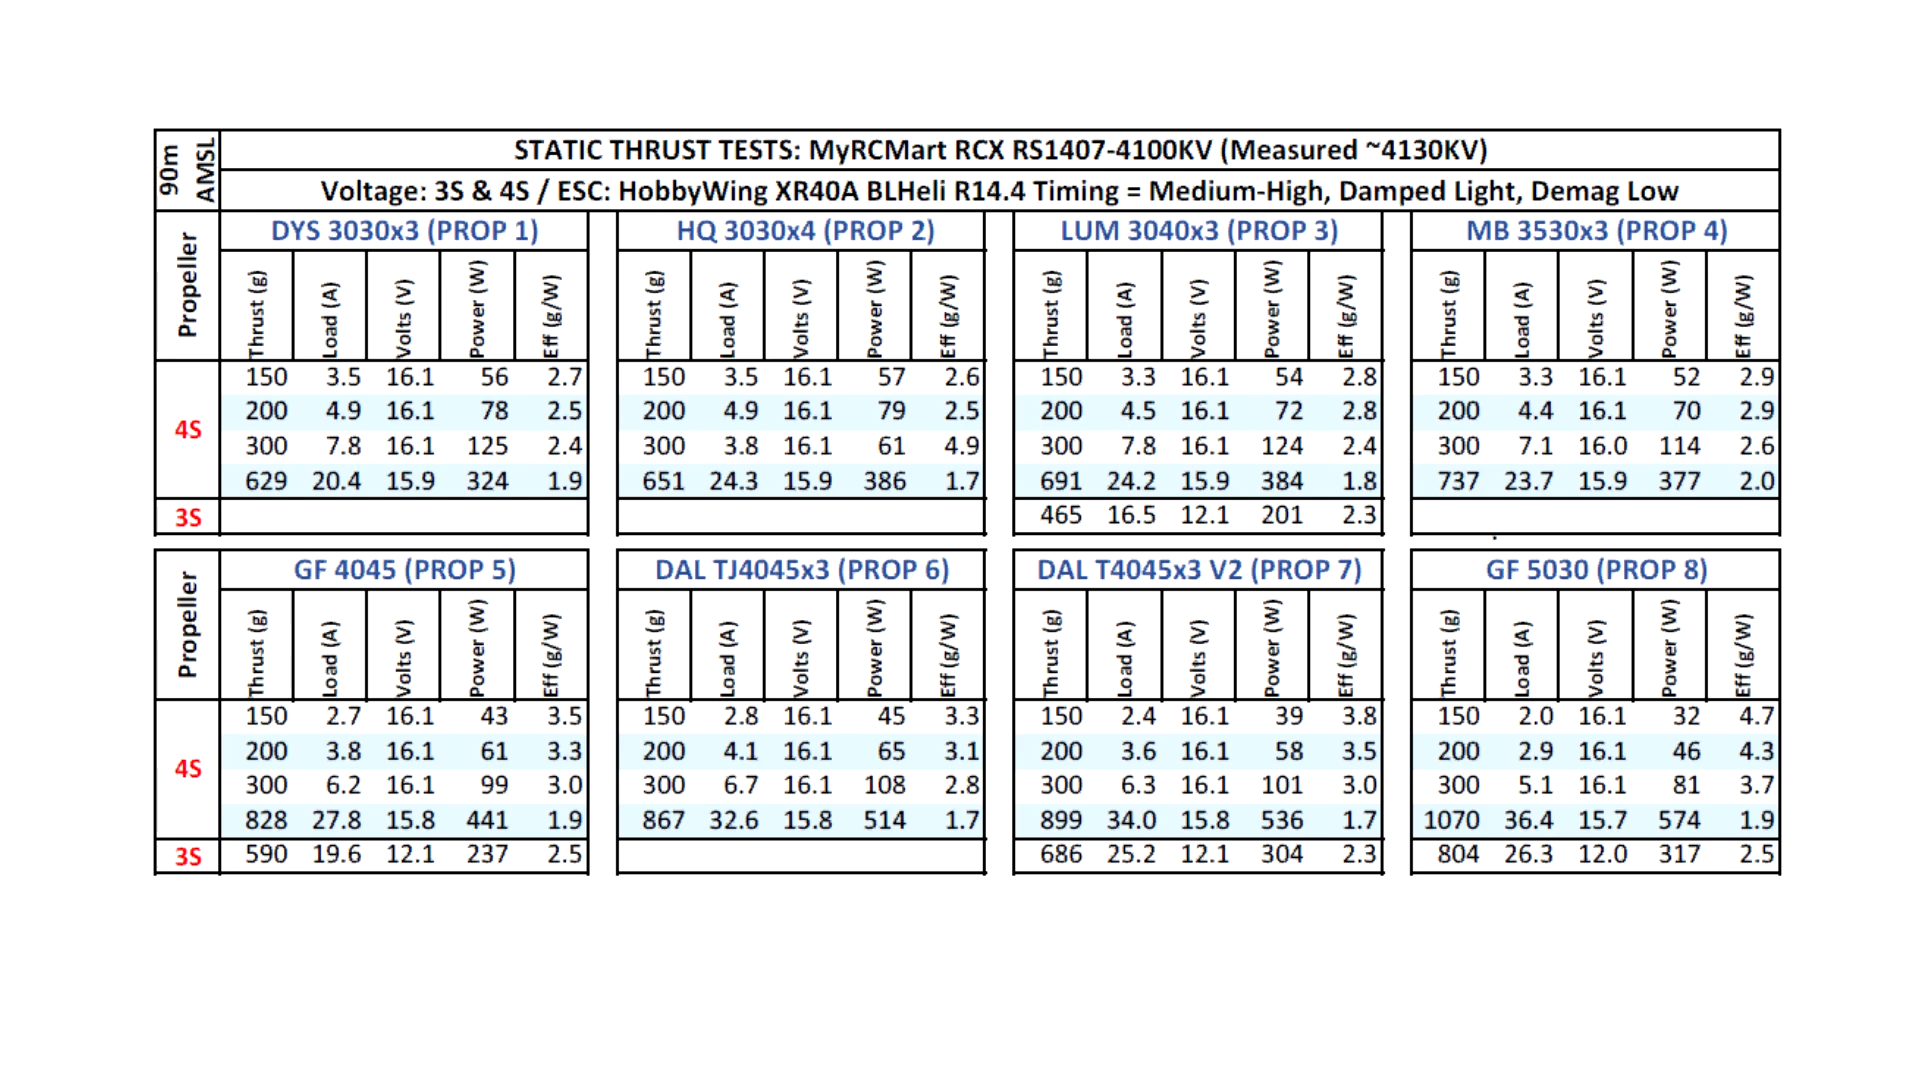 90m AMSL
STATIC THRUST TESTS: MyRCMart RCX RS1407-4100KV (Measured ~4130KV)
Voltage: 3S & 4S / ESC: HobbyWing XR40A BLHeli R14.4 Timing = Medium-High, Damped Light, Demag Low
Propeller DYS 3030x3 (PROP 1) HQ 3030x4 (PROP 2) LUM 3040x3 (PROP 3) MB 3530x3 (PROP 4)
Thrust (g) Load (A) Volts (V) Power (W) Eff (g/W) Thrust (g) Load (A) Volts (V) Power (W) Eff (g/W) Thrust (g) Load (A) Volts (V) Power (W) Eff (g/W) Thrust (g) Load (A) Volts (V) Power (W) Eff (g/W)
4S
150 3.5 16.1 56 2.7 150 3.5 16.1 57 2.6 150 3.3 16.1 54 2.8 150 3.3 16.1 52 2.9
200 4.9 16.1 78 2.5 200 4.9 16.1 79 2.5 200 4.5 16.1 72 2.8 200 4.4 16.1 70 2.9
300 7.8 16.1 125 2.4 300 3.8 16.1 61 4.9 300 7.8 16.1 124 2.4 300 7.1 16.0 114 2.6
629 20.4 15.9 324 1.9 651 24.3 15.9 386 1.7 691 24.2 15.9 384 1.8 737 23.7 15.9 377 2.0
3S 465 16.5 12.1 201 2.3
Propeller GF 4045 (PROP 5) DAL TJ4045x3 (PROP 6) DAL T4045x3 V2 (PROP 7) GF 5030 (PROP 8)
Thrust (g) Load (A) Volts (V) Power (W) Eff (g/W) Thrust (g) Load (A) Volts (V) Power (W) Eff (g/W) Thrust (g) Load (A) Volts (V) Power (W) Eff (g/W) Thrust (g) Load (A) Volts (V) Power (W) Eff (g/W)
4S
150 2.7 16.1 43 3.5 150 2.8 16.1 45 3.3 150 2.4 16.1 39 3.8 150 2.0 16.1 32 4.7
200 3.8 16.1 61 3.3 200 4.1 16.1 65 3.1 200 3.6 16.1 58 3.5 200 2.9 16.1 46 4.3
300 6.2 16.1 99 3.0 300 6.7 16.1 108 2.8 300 6.3 16.1 101 3.0 300 5.1 16.1 81 3.7
828 27.8 15.8 441 1.9 867 32.6 15.8 514 1.7 899 34.0 15.8 536 1.7 1070 36.4 15.7 574 1.9
3S 590 19.6 12.1 237 2.5 686 25.2 12.1 304 2.3 804 26.3 12.0 317 2.5